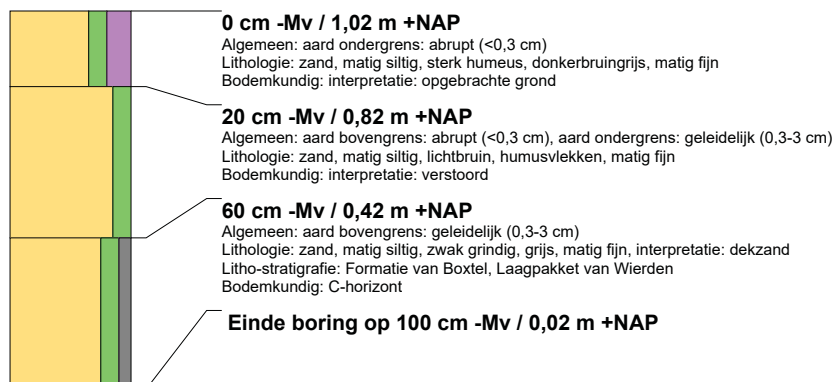 0 cm -Mv / 1,02 m +NAP
Algemeen: aard ondergrens: abrupt (<0,3 cm)
Lithologie: zand, matig siltig, sterk humeus, donkerbruingrijs, matig fijn
Bodemkundig: interpretatie: opgebrachte grond
20 cm -Mv / 0,82 m +NAP
Algemeen: aard bovengrens: abrupt (<0,3 cm), aard ondergrens: geleidelijk (0,3-3 cm)
Lithologie: zand, matig siltig, lichtbruin, humusvlekken, matig fijn
Bodemkundig: interpretatie: verstoord
60 cm -Mv / 0,42 m +NAP
Algemeen: aard bovengrens: geleidelijk (0,3-3 cm)
Lithologie: zand, matig siltig, zwak grindig, grijs, matig fijn, interpretatie: dekzand
Litho-stratigrafie: Formatie van Boxtel, Laagpakket van Wierden
Bodemkundig: C-horizont
Einde boring op 100 cm -Mv / 0,02 m +NAP